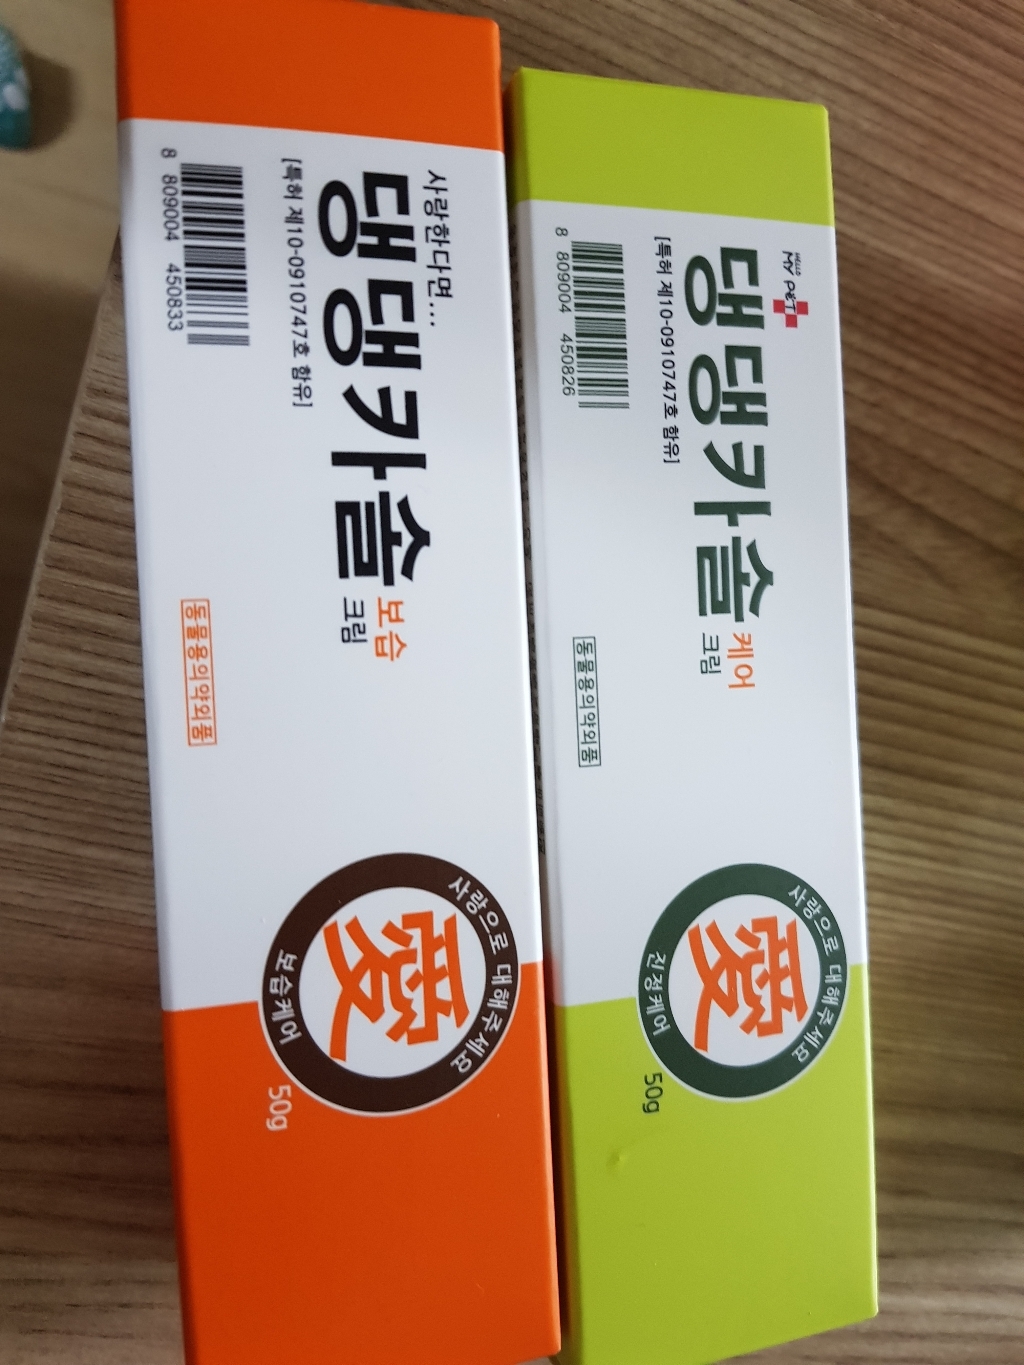 사랑한다면...
댕댕카솔
보습
크림
[특허 제10-0910747호 함유]
8 809004 450833
동물용의약외품
사랑으로 대해주세요
愛
보습케어
50g
HELLO
MY PET
댕댕카솔
케어
크림
[특허 제10-0910747호 함유]
8 809004 450826
동물용의약외품
사랑으로 대해주세요
愛
진정케어
50g